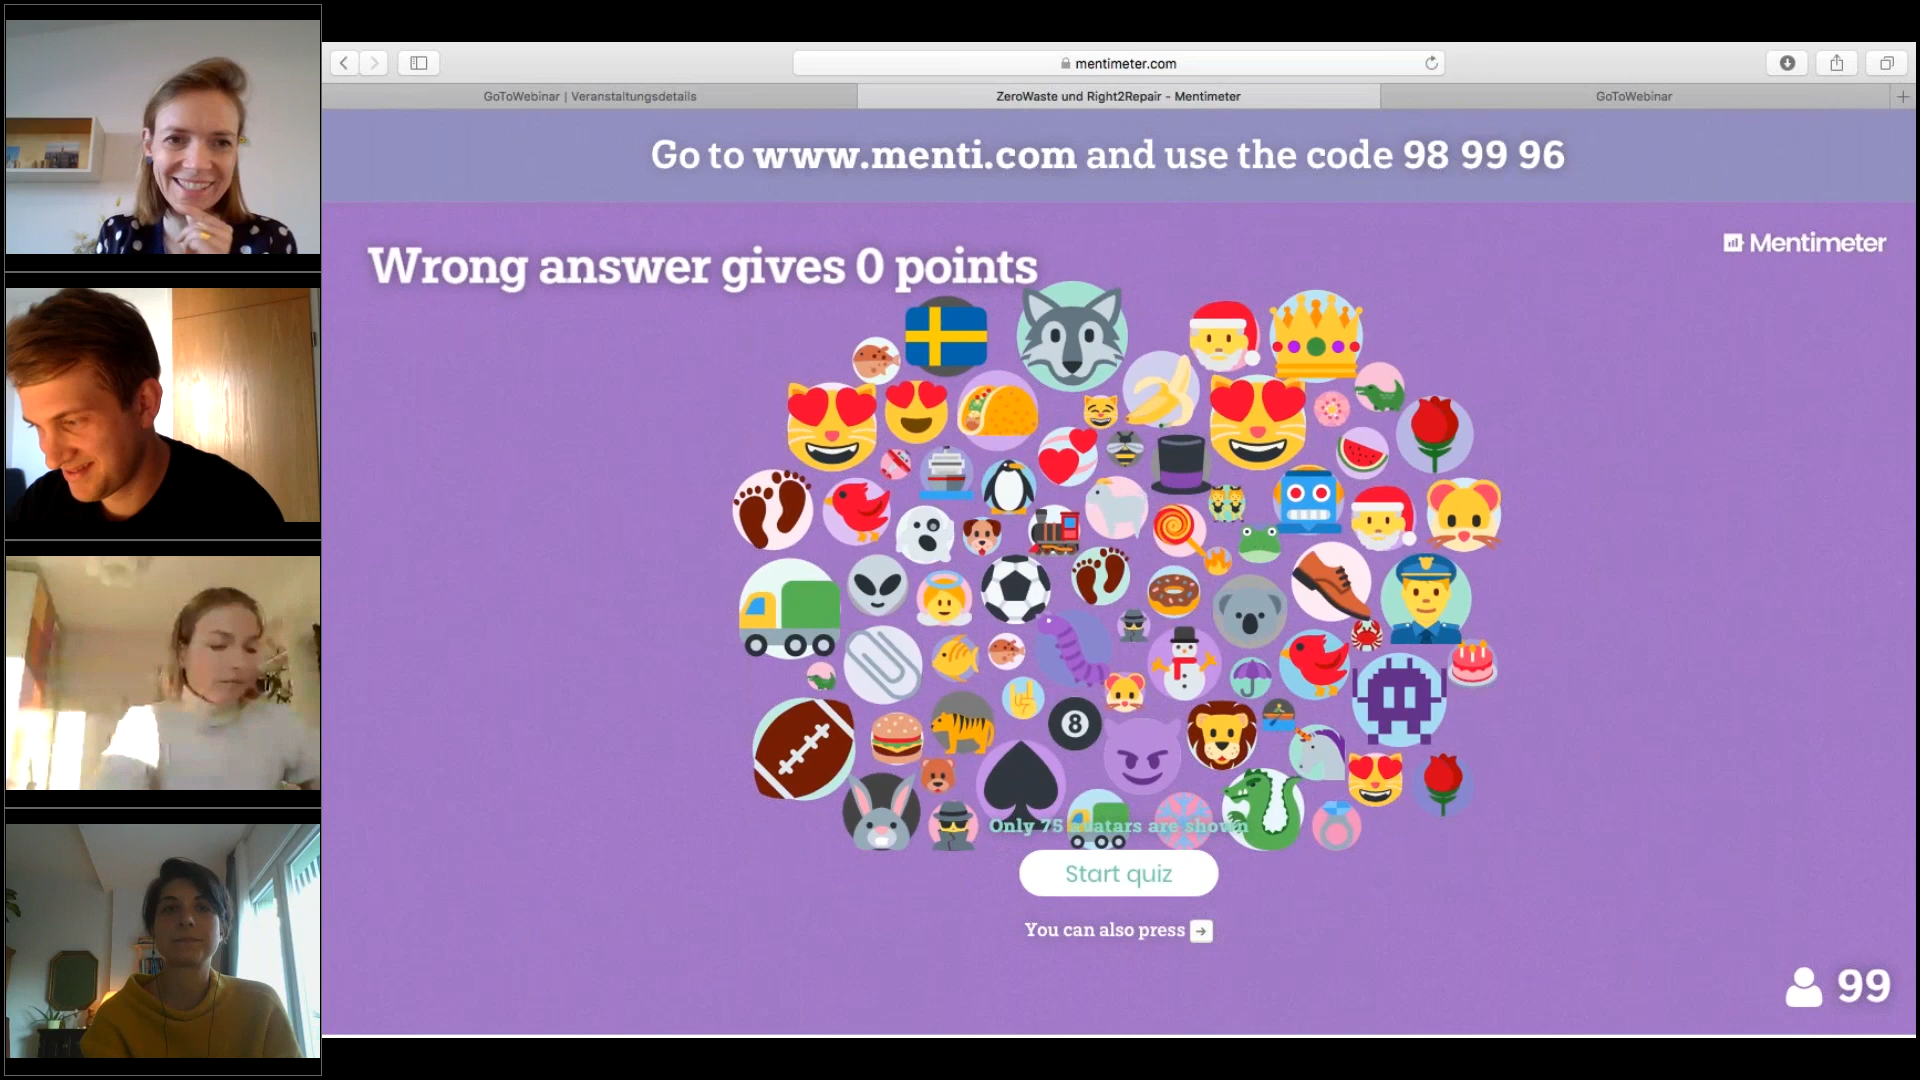 mentimeter.com
GoToWebinar | Veranstaltungsdetails
ZeroWaste und Right2Repair - Mentimeter
GoToWebinar
Go to www.menti.com and use the code 98 99 96
Mentimeter
Wrong answer gives 0 points
8
Only 75 avatars are shown
Start quiz
You can also press
99